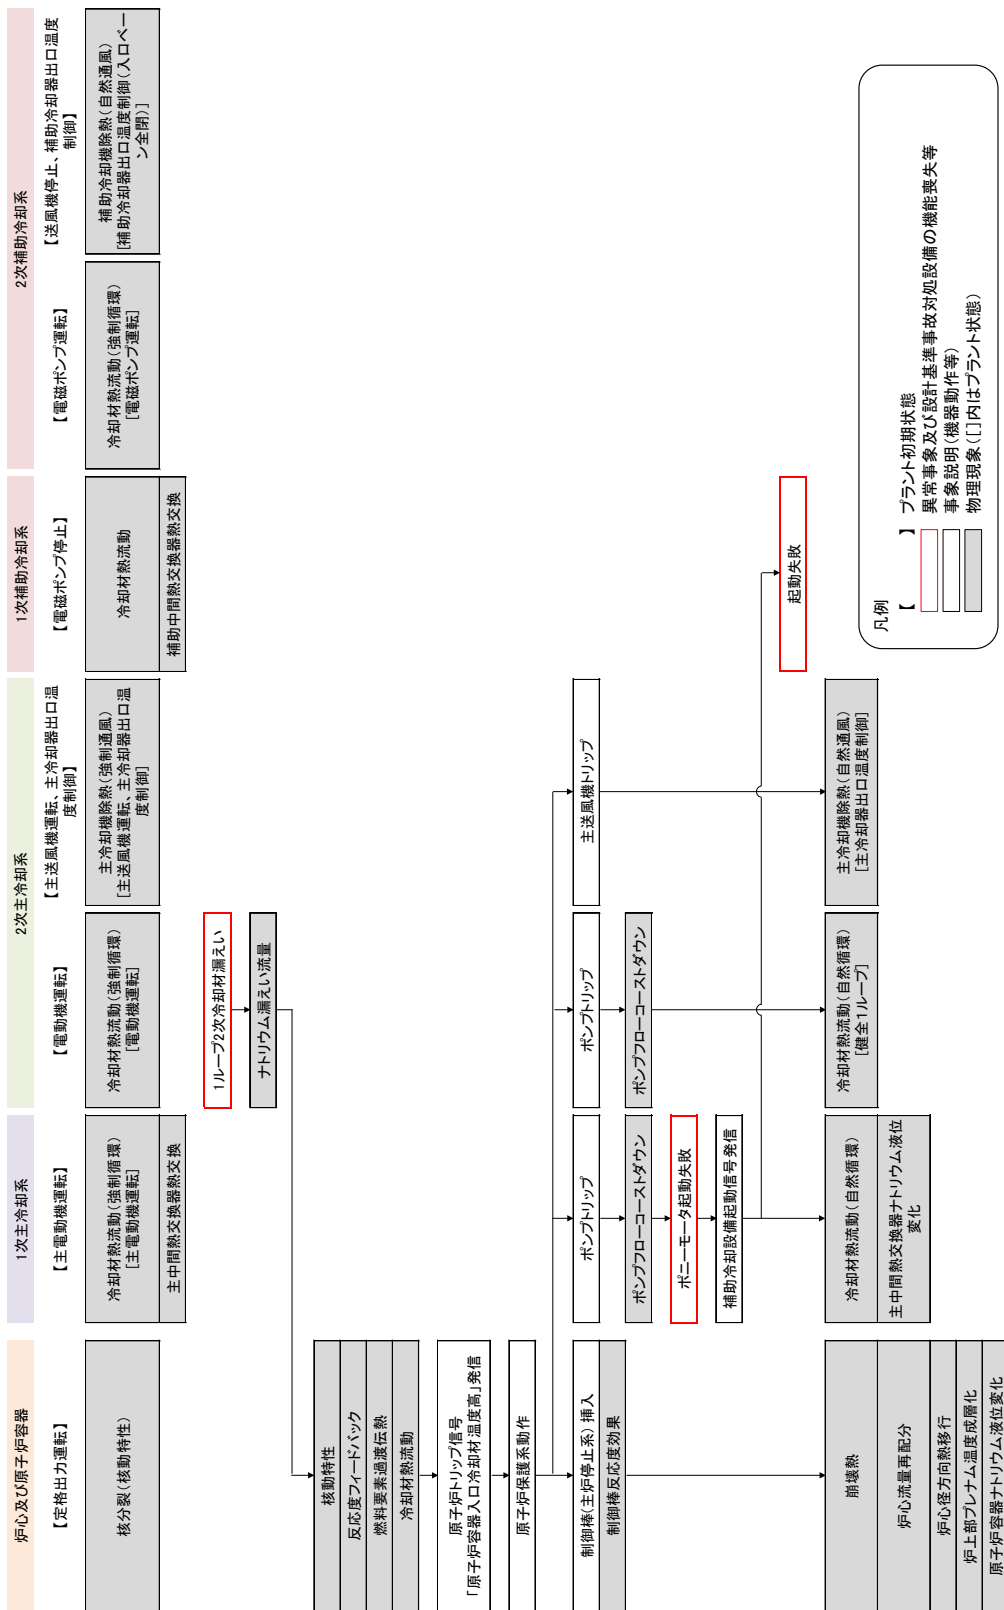 炉心及び原子炉容器
【定格出力運転】
核分裂(核動特性)
核動特性
反応度フィードバック
燃料要素過渡伝熱
冷却材熱流動
原子炉トリップ信号
「原子炉容器入口冷却材温度高」発信
原子炉保護系動作
制御棒(主炉停止系)挿入
制御棒反応度効果
崩壊熱
炉心流量再配分
炉心径方向熱移行
炉上部プレナム温度成層化
原子炉容器ナトリウム液位変化
1次主冷却系
【主電動機運転】
冷却材熱流動(強制循環)
[主電動機運転]
主中間熱交換器熱交換
ポンプトリップ
ポンプフローコーストダウン
ポニーモータ起動失敗
補助冷却設備起動信号発信
冷却材熱流動(自然循環)
主中間熱交換器ナトリウム液位
変化
2次主冷却系
【電動機運転】
冷却材熱流動(強制循環)
[電動機運転]
1ループ2次冷却材漏えい
ナトリウム漏えい流量
ポンプトリップ
ポンプフローコーストダウン
冷却材熱流動(自然循環)
[健全1ループ]
【主送風機運転、主冷却器出口温
度制御】
主冷却機除熱(強制通風)
[主送風機運転、主冷却器出口温
度制御]
主送風機トリップ
主冷却機除熱(自然通風)
[主冷却器出口温度制御]
1次補助冷却系
【電磁ポンプ停止】
冷却材熱流動
補助中間熱交換器熱交換
起動失敗
2次補助冷却系
【電磁ポンプ運転】
冷却材熱流動(強制循環)
[電磁ポンプ運転]
【送風機停止、補助冷却器出口温度
制御】
補助冷却機除熱(自然通風)
[補助冷却器出口温度制御(入口ベー
ン全閉)]
凡例
【 】 プラント初期状態
異常事象及び設計基準事故対処設備の機能喪失等
事象説明(機器動作等)
物理現象([]内はプラント状態)